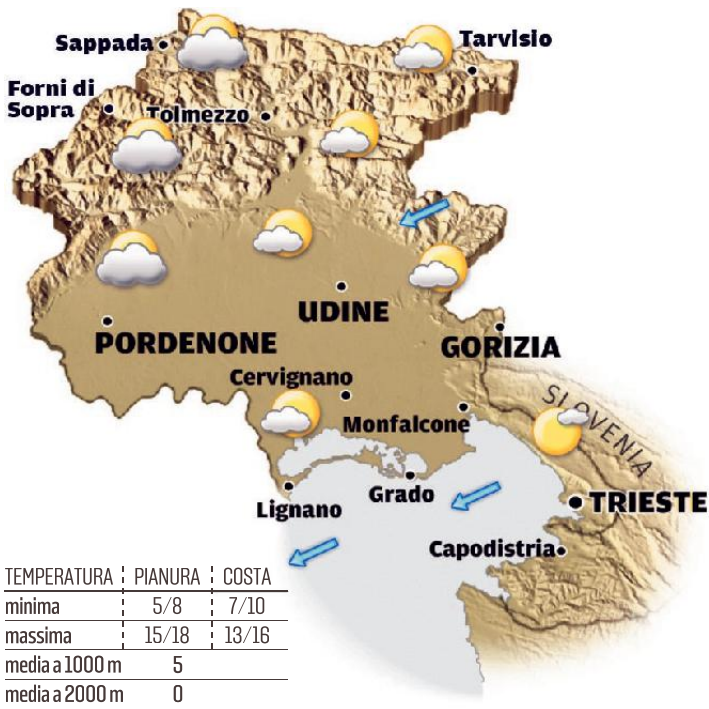 Sappada
Tarvisio
Forni di
Sopra
Tolmezzo
UDINE
PORDENONE
GORIZIA
Cervignano
SLOVENIA
Monfalcone
Grado
Lignano
TRIESTE
Capodistria
TEMPERATURA PIANURA COSTA
minima 5/8 7/10
massima 15/18 13/16
media a 1000 m 5
media a 2000 m 0